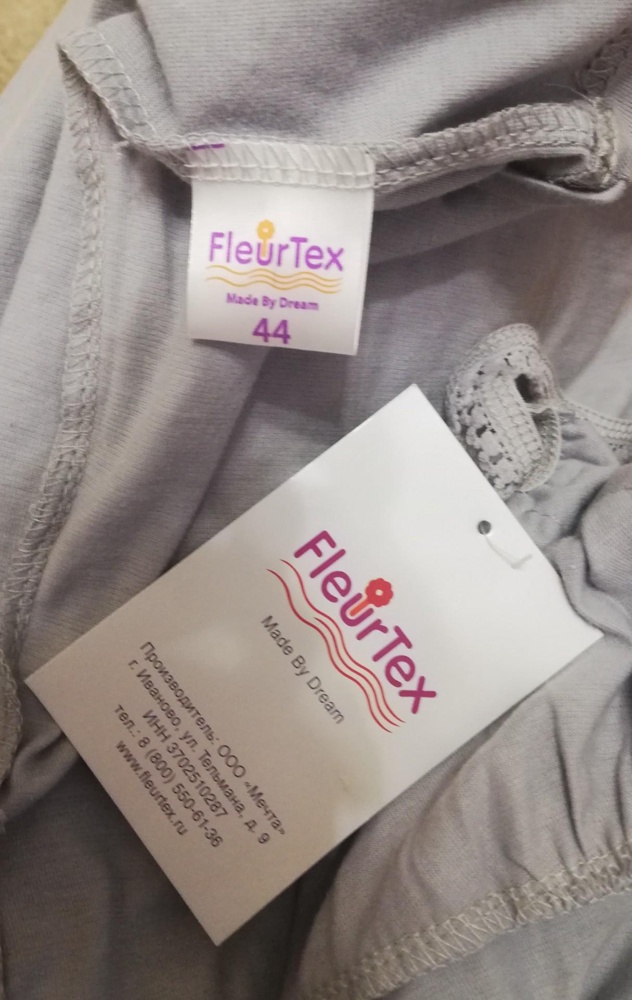 FleurTex
Made By Dream
44
FleurTex
Made By Dream
Производитель: ООО «Мечта»
г. Иваново, ул. Тельмана, д. 9
ИНН 3702510287
тел.: 8 (800) 550-61-36
www.fleurtex.ru